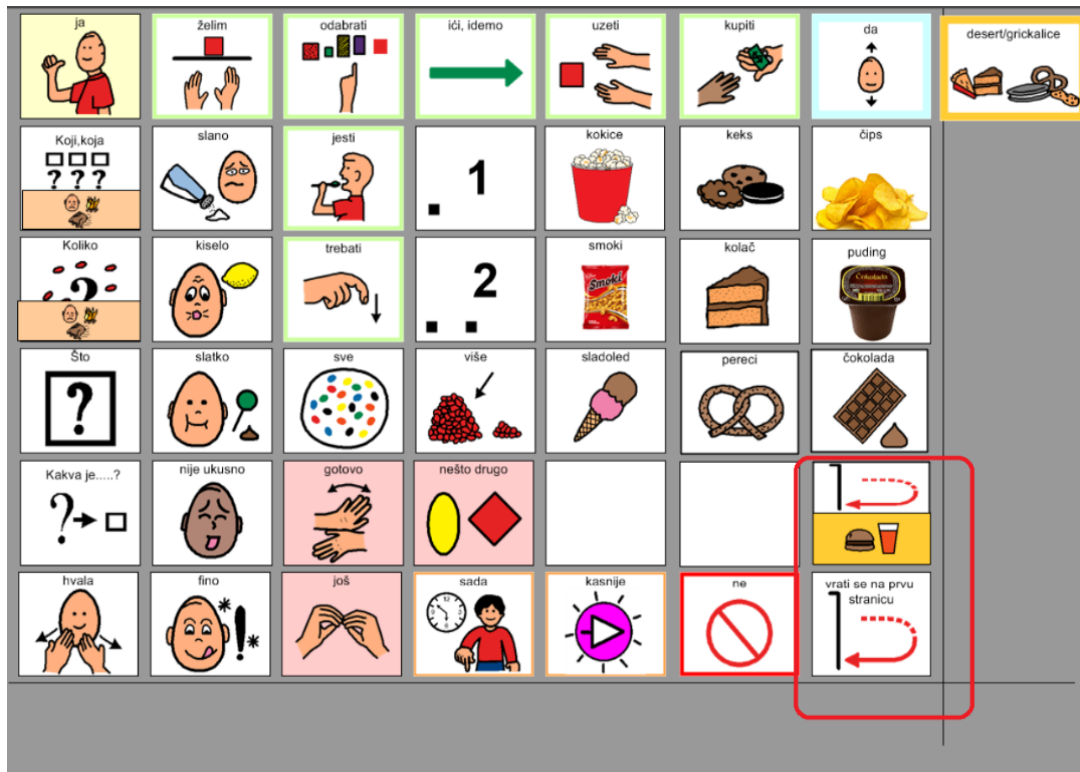 ja
želim
odabrati
ići, idemo
uzeti
kupiti
da
desert/grickalice
Koji,koja
? ? ?
slano
jesti
1
kokice
keks
čips
Koliko
?
kiselo
trebati
2
smoki
Smoki
kolač
puding
Čokolada
Što
?
slatko
sve
više
sladoled
pereci
čokolada
Kakva je.....?
?
nije ukusno
gotovo
nešto drugo
hvala
fino
!
još
sada
kasnije
ne
vrati se na prvu
stranicu